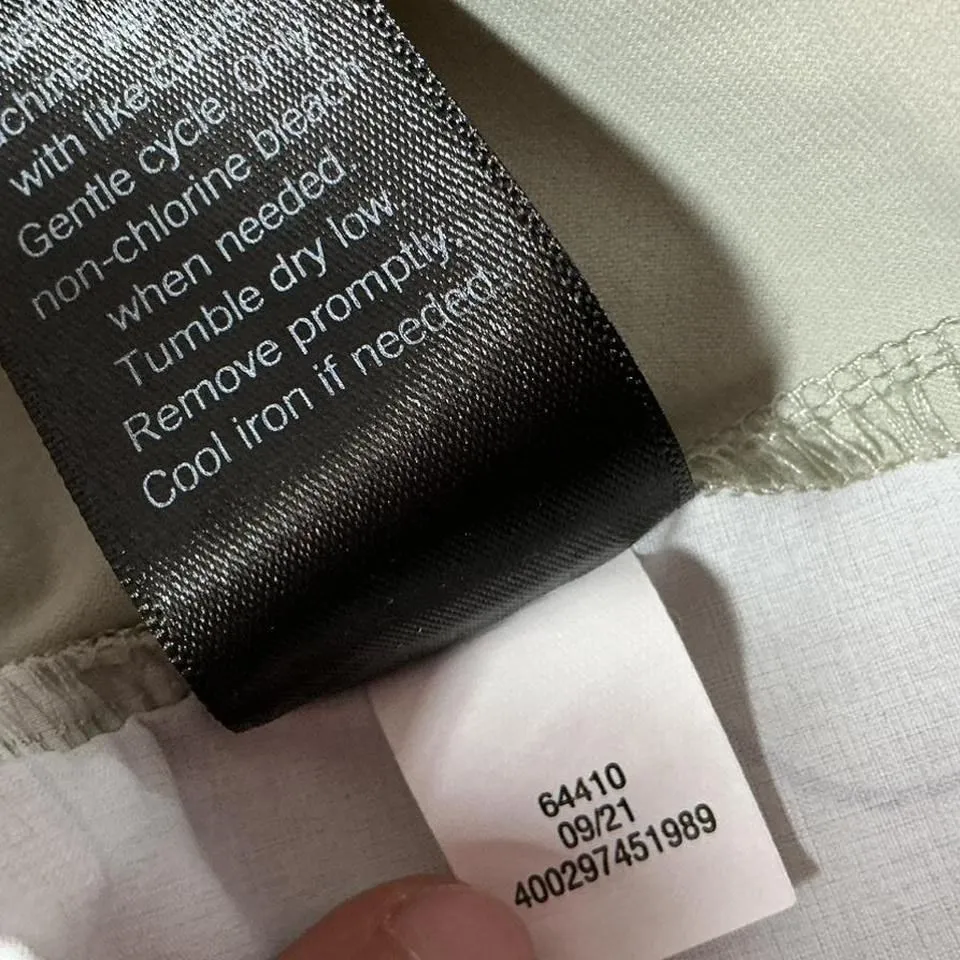 with like colors.
Gentle cycle. Only
non-chlorine bleach
when needed.
Tumble dry low
Remove promptly.
Cool iron if needed.
64410
09/21
400297451989